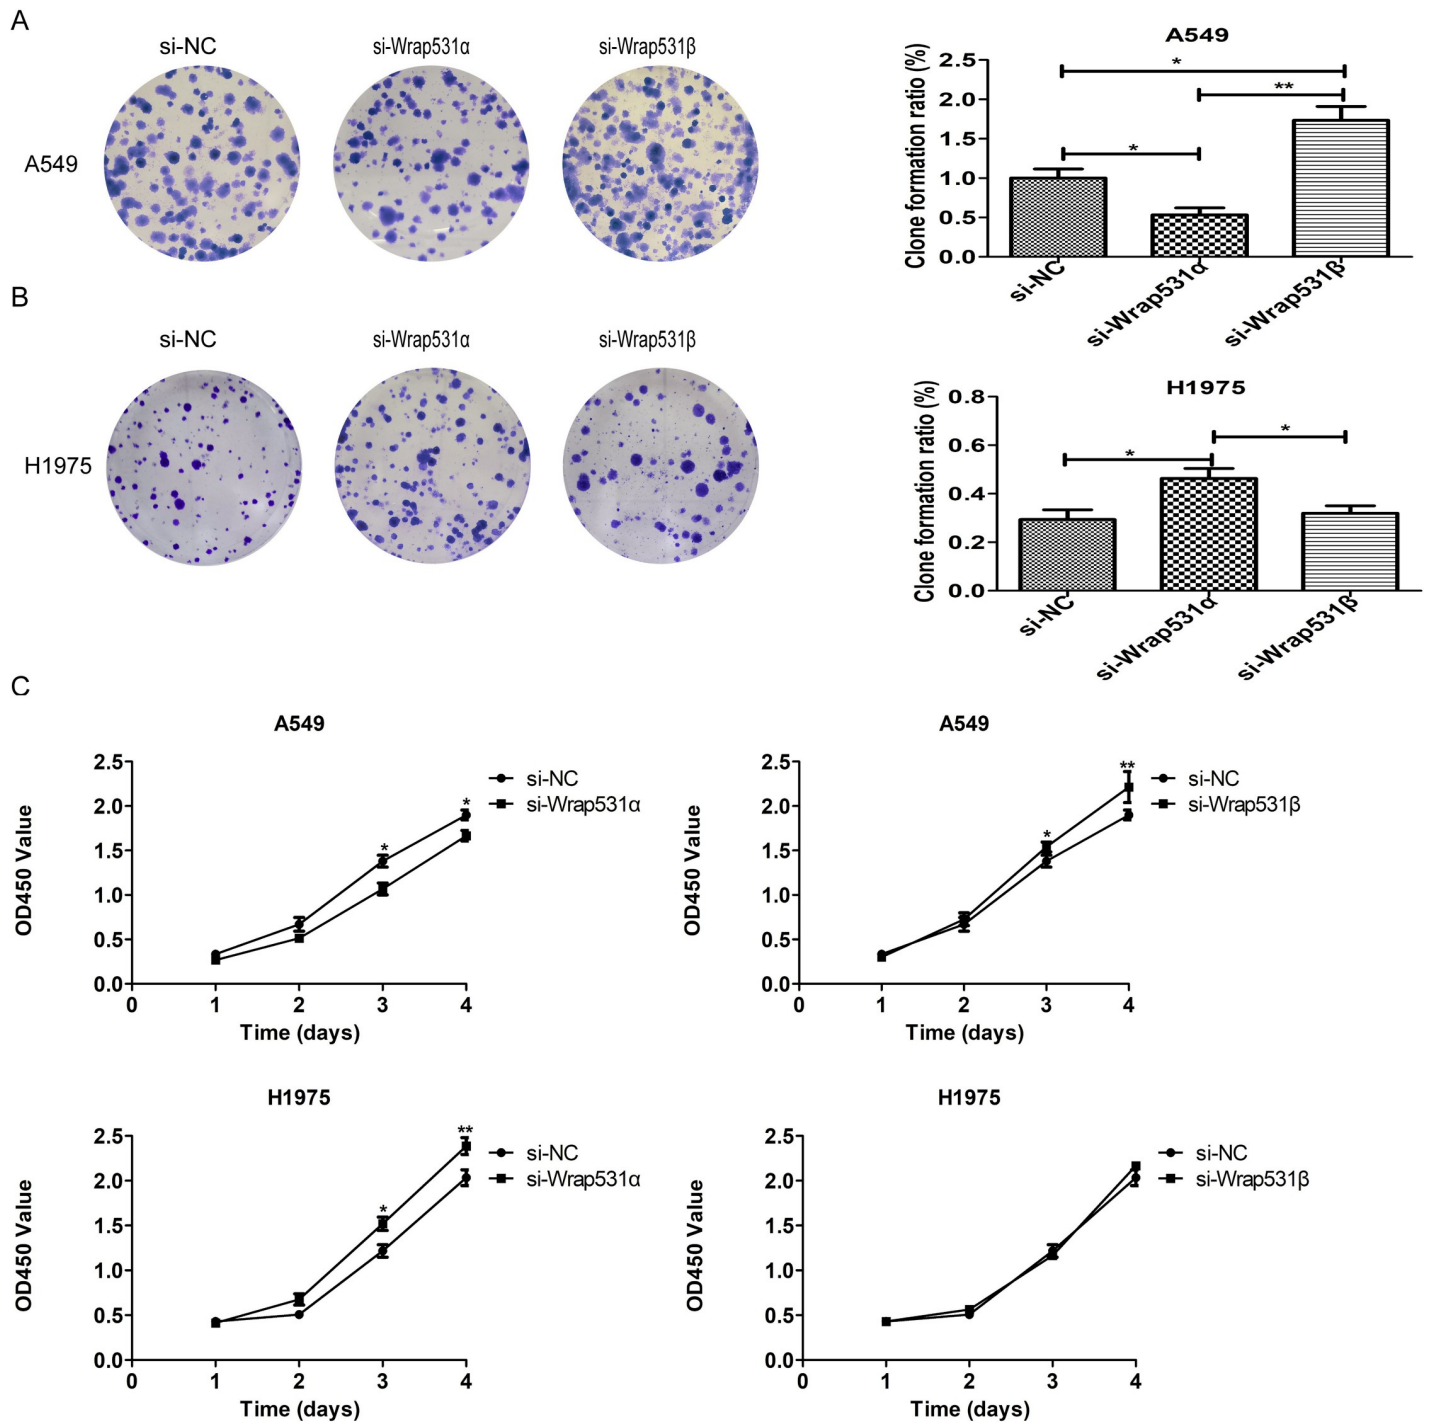 A
si-NC
si-Wrap531α
si-Wrap531β
A549
A549
Clone formation ratio (%)
2.5
2.0
1.5
1.0
0.5
0.0
*
**
*
si-NC
si-Wrap531α
si-Wrap531β
B
si-NC
si-Wrap531α
si-Wrap531β
H1975
H1975
Clone formation ratio (%)
0.8
0.6
0.4
0.2
0.0
*
*
si-NC
si-Wrap531α
si-Wrap531β
C
A549
OD450 Value
2.5
2.0
1.5
1.0
0.5
0.0
0 1 2 3 4
Time (days)
*
*
si-NC
si-Wrap531α
A549
OD450 Value
2.5
2.0
1.5
1.0
0.5
0.0
0 1 2 3 4
Time (days)
*
**
si-NC
si-Wrap531β
H1975
OD450 Value
2.5
2.0
1.5
1.0
0.5
0.0
0 1 2 3 4
Time (days)
*
**
si-NC
si-Wrap531α
H1975
OD450 Value
2.5
2.0
1.5
1.0
0.5
0.0
0 1 2 3 4
Time (days)
si-NC
si-Wrap531β